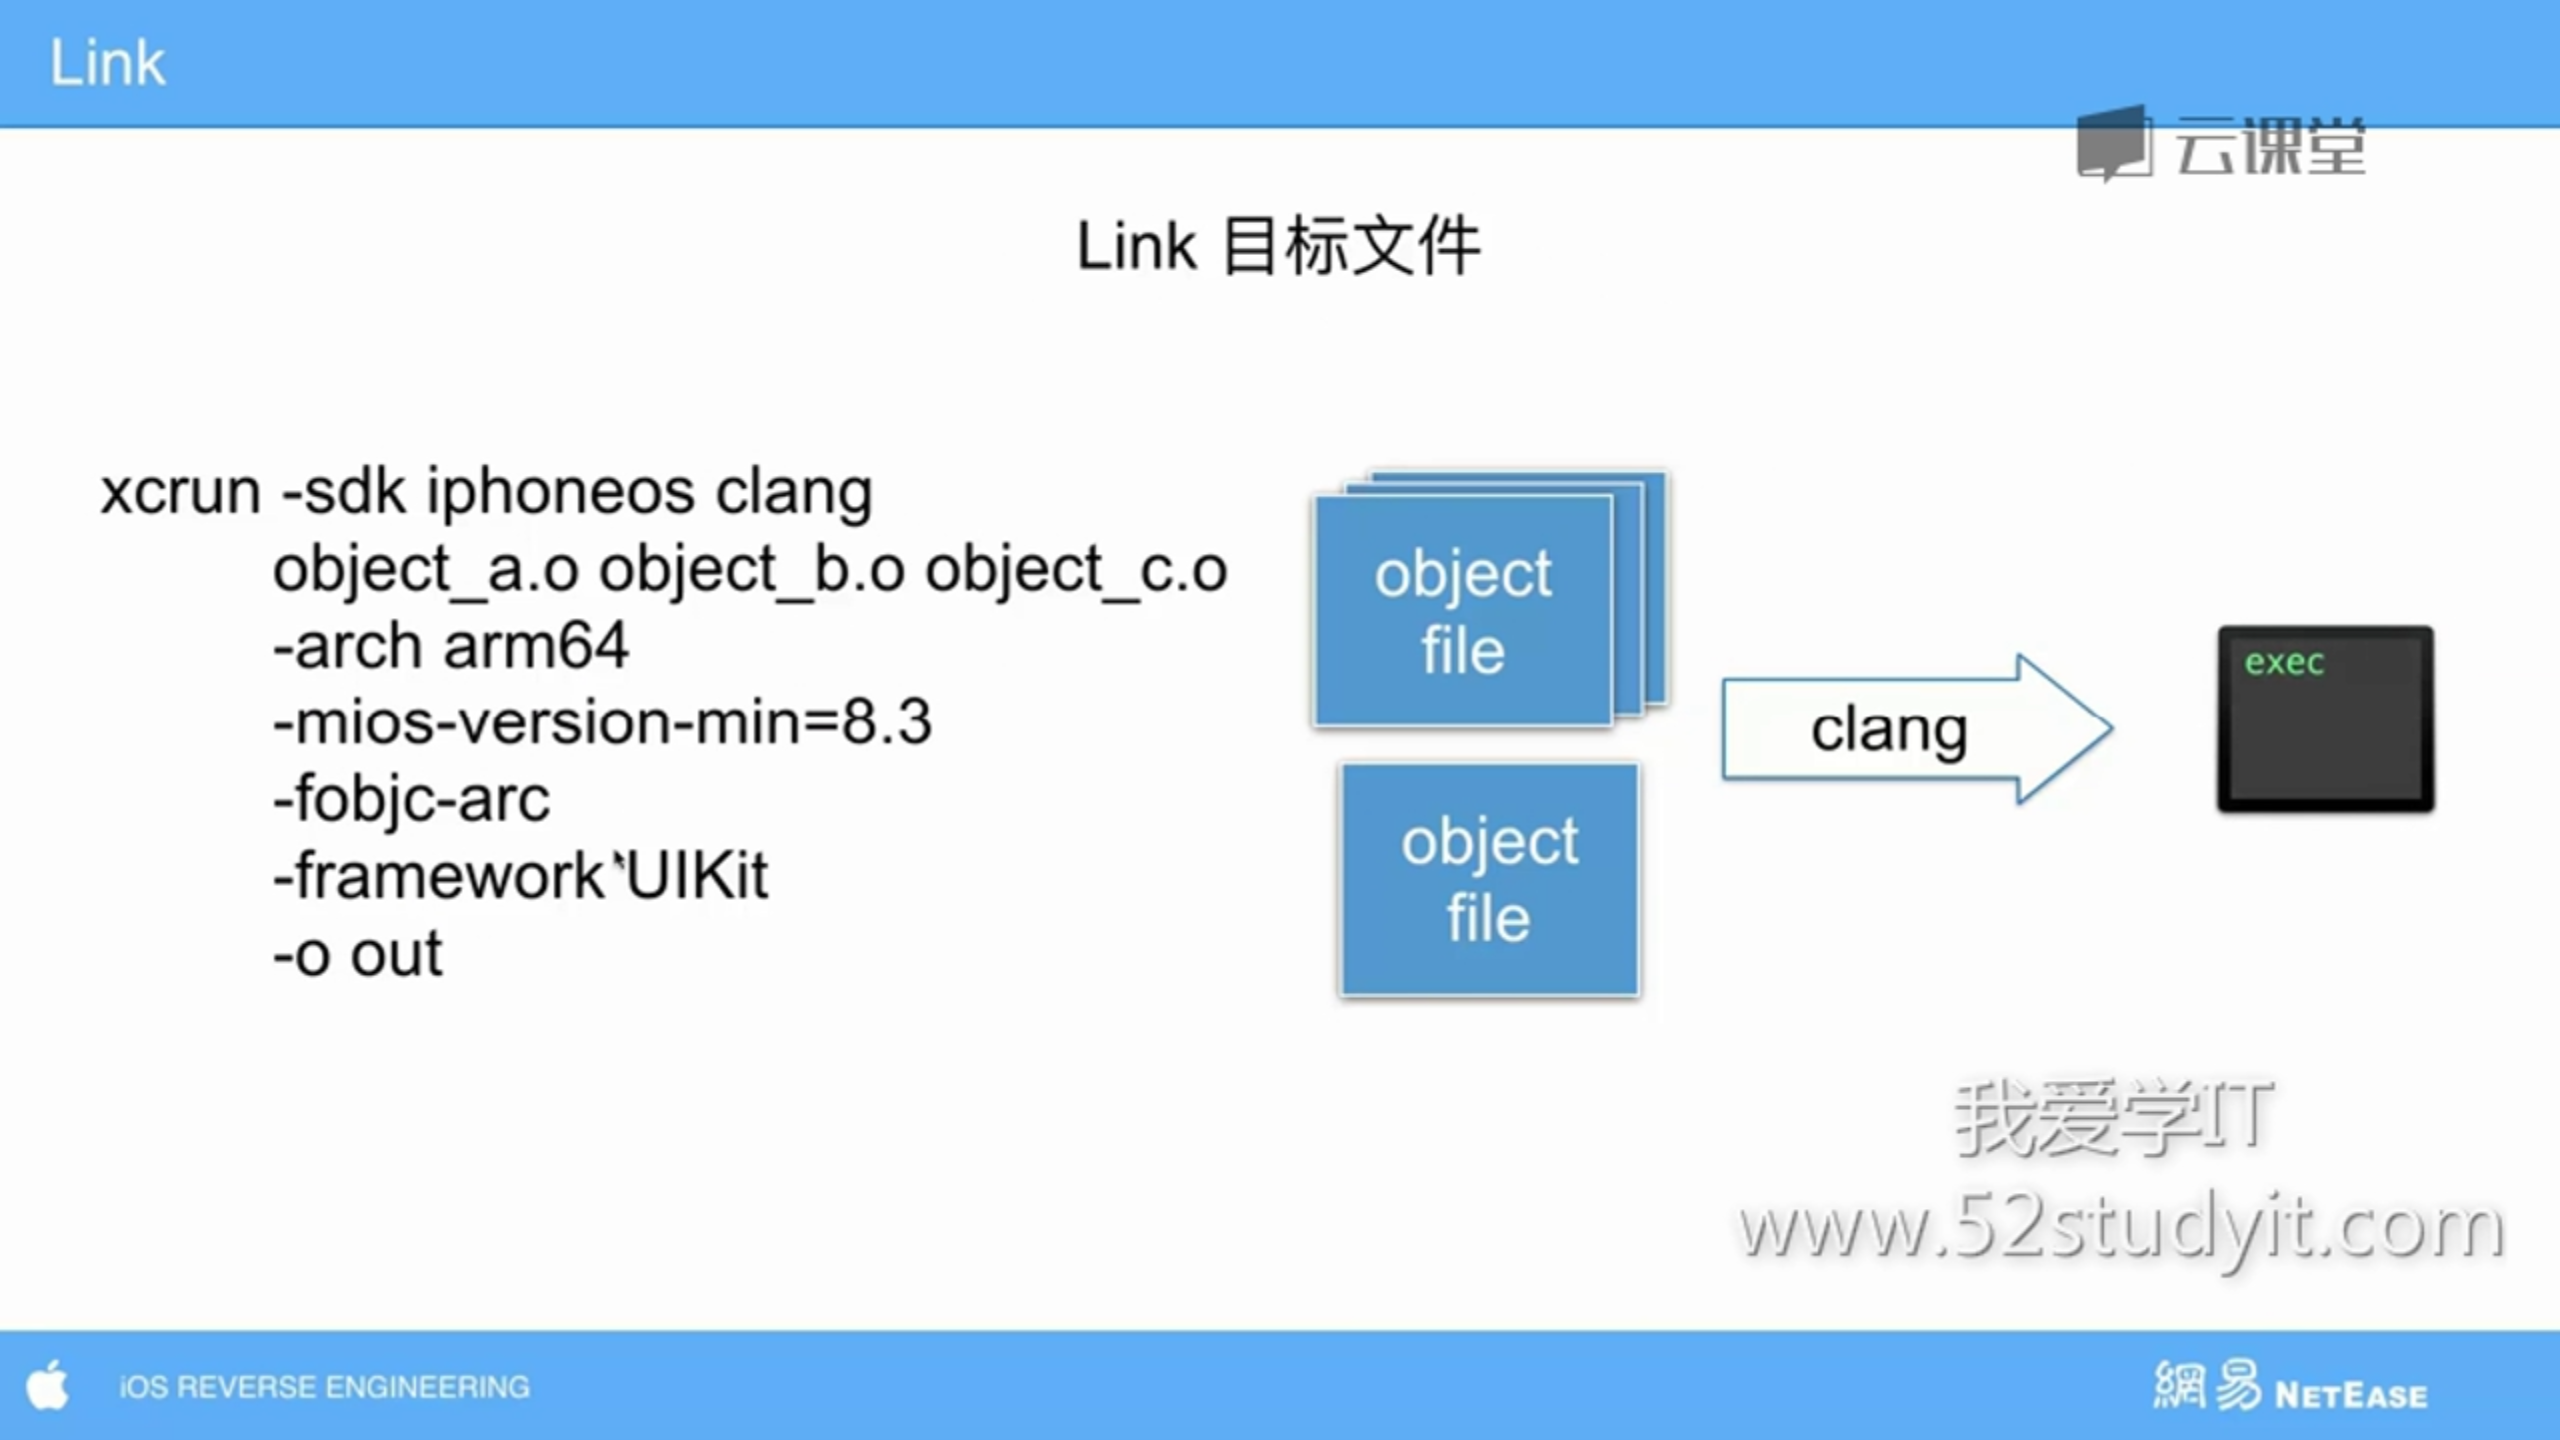 Link
云课堂
Link 目标文件
xcrun -sdk iphoneos clang
object_a.o object_b.o object_c.o
-arch arm64
-mios-version-min=8.3
-fobjc-arc
-framework UIKit
-o out
object
file
object
file
clang
exec
我爱学IT
www.52studyit.com
iOS REVERSE ENGINEERING
網易 NETEASE